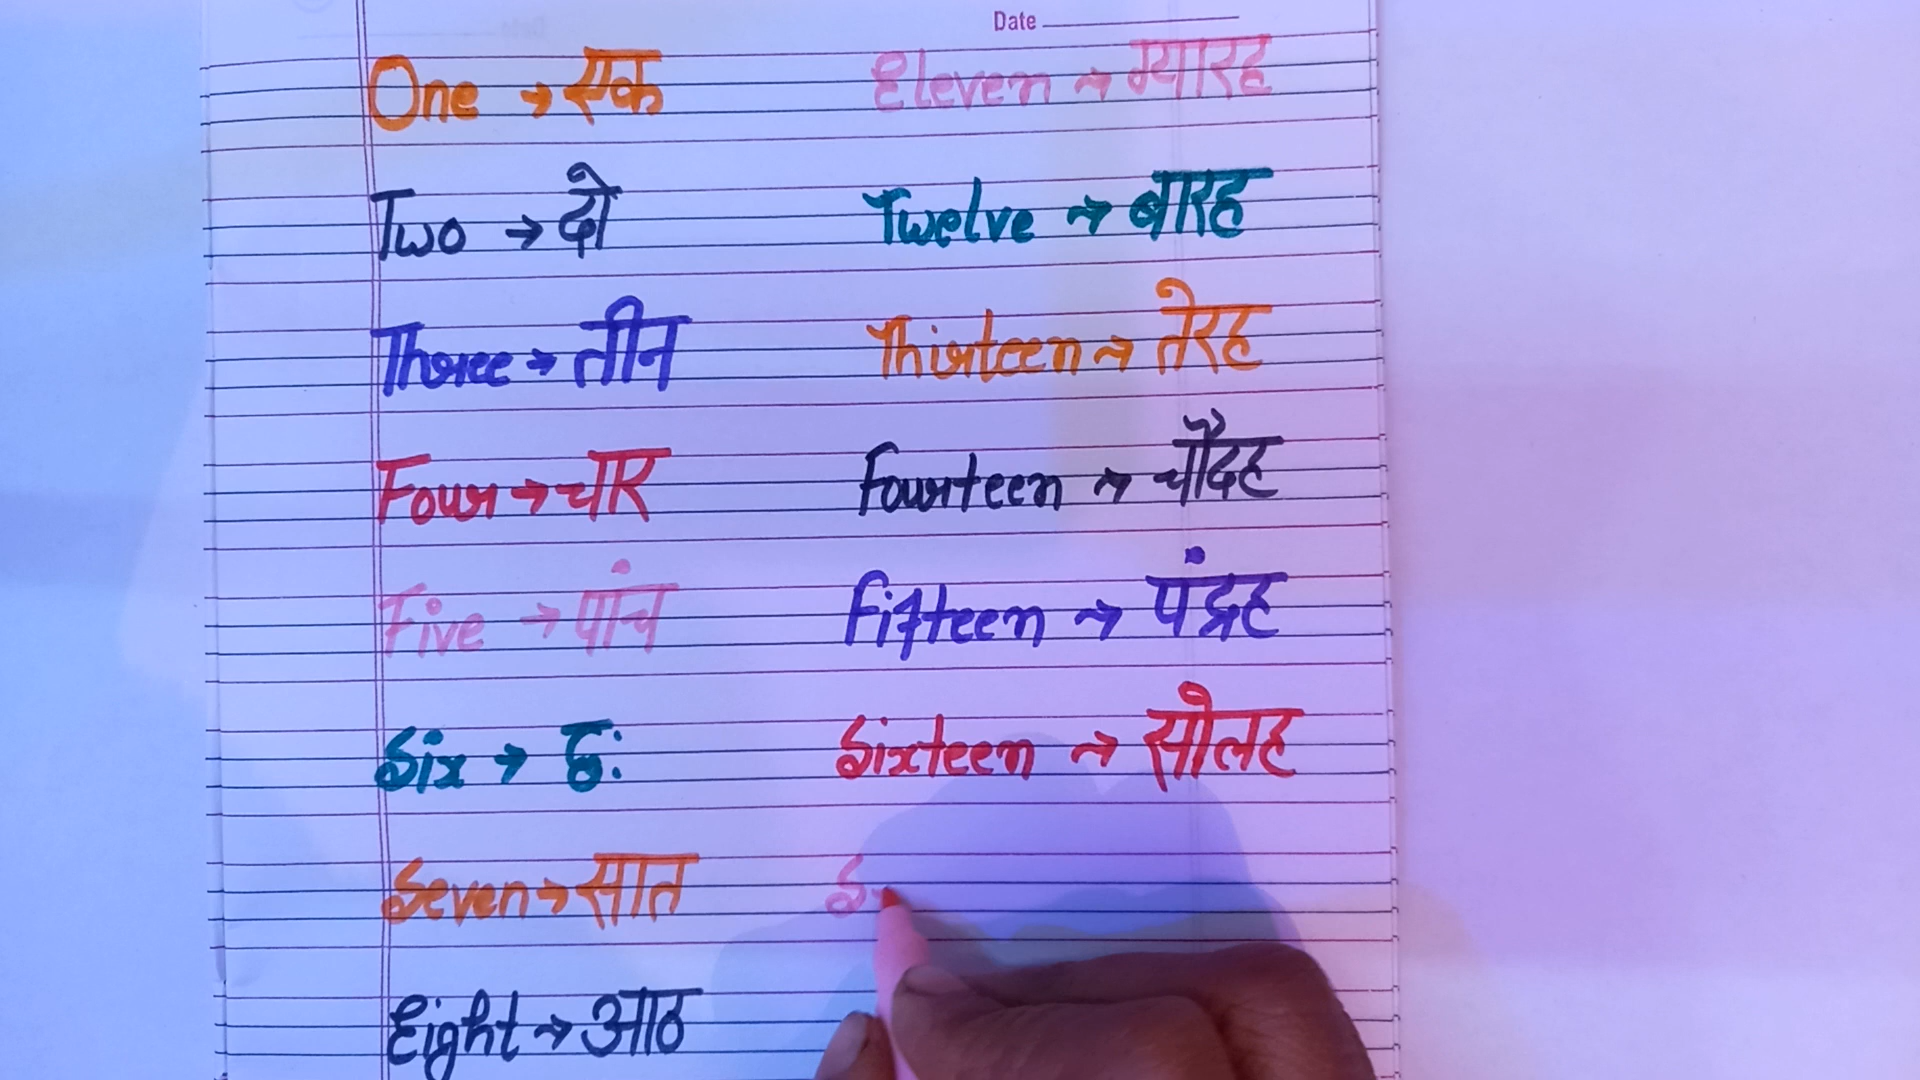 Date
One → एक
Two → दो
Three → तीन
Four → चार
Five → पांच
Six → छ:
Seven → सात
Eight → आठ
Eleven → ग्यारह
Twelve → बारह
Thirteen → तेरह
Fourteen → चौदह
Fifteen → पंद्रह
Sixteen → सोलह
S